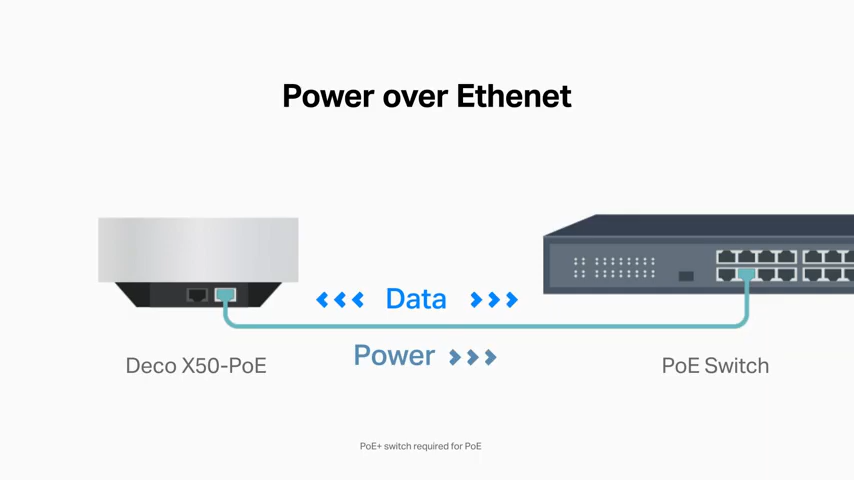 Power over Ethenet
Data
Power
Deco X50-PoE
PoE Switch
PoE+ switch required for PoE